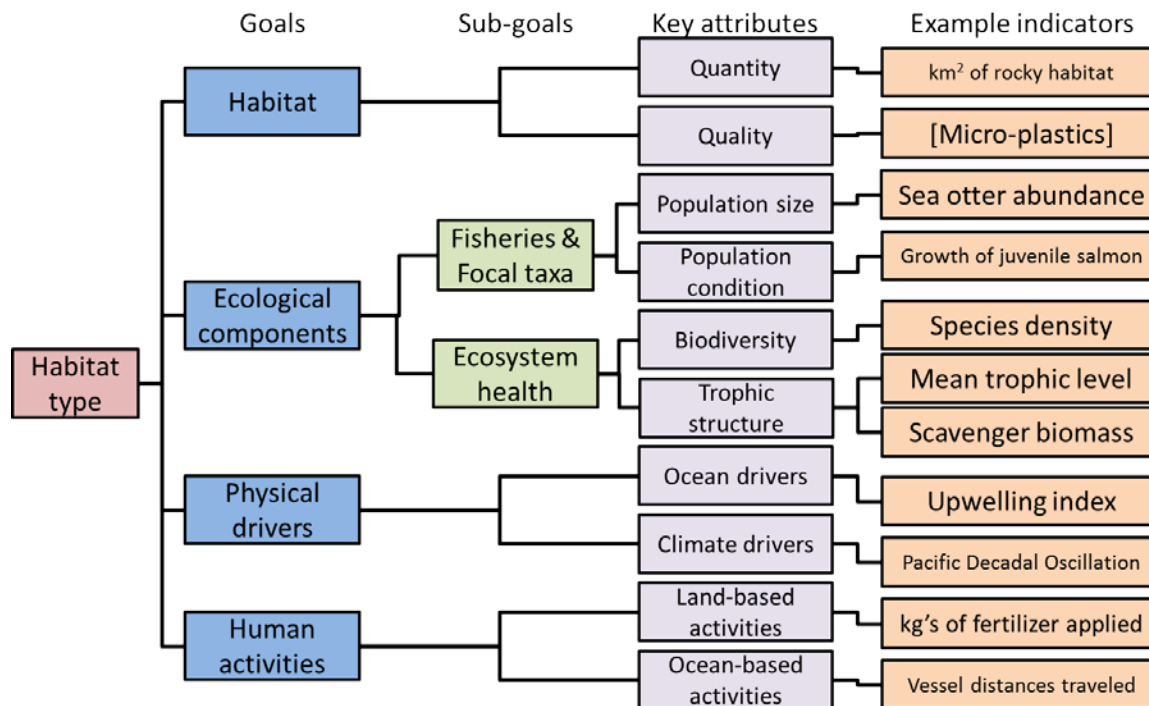 Goals
Sub-goals
Key attributes
Example indicators
Habitat
type
Habitat
Quantity
km² of rocky habitat
Quality
[Micro-plastics]
Ecological
components
Fisheries &
Focal taxa
Population size
Sea otter abundance
Population
condition
Growth of juvenile salmon
Ecosystem
health
Biodiversity
Species density
Trophic
structure
Mean trophic level
Scavenger biomass
Physical
drivers
Ocean drivers
Upwelling index
Climate drivers
Pacific Decadal Oscillation
Human
activities
Land-based
activities
kg's of fertilizer applied
Ocean-based
activities
Vessel distances traveled